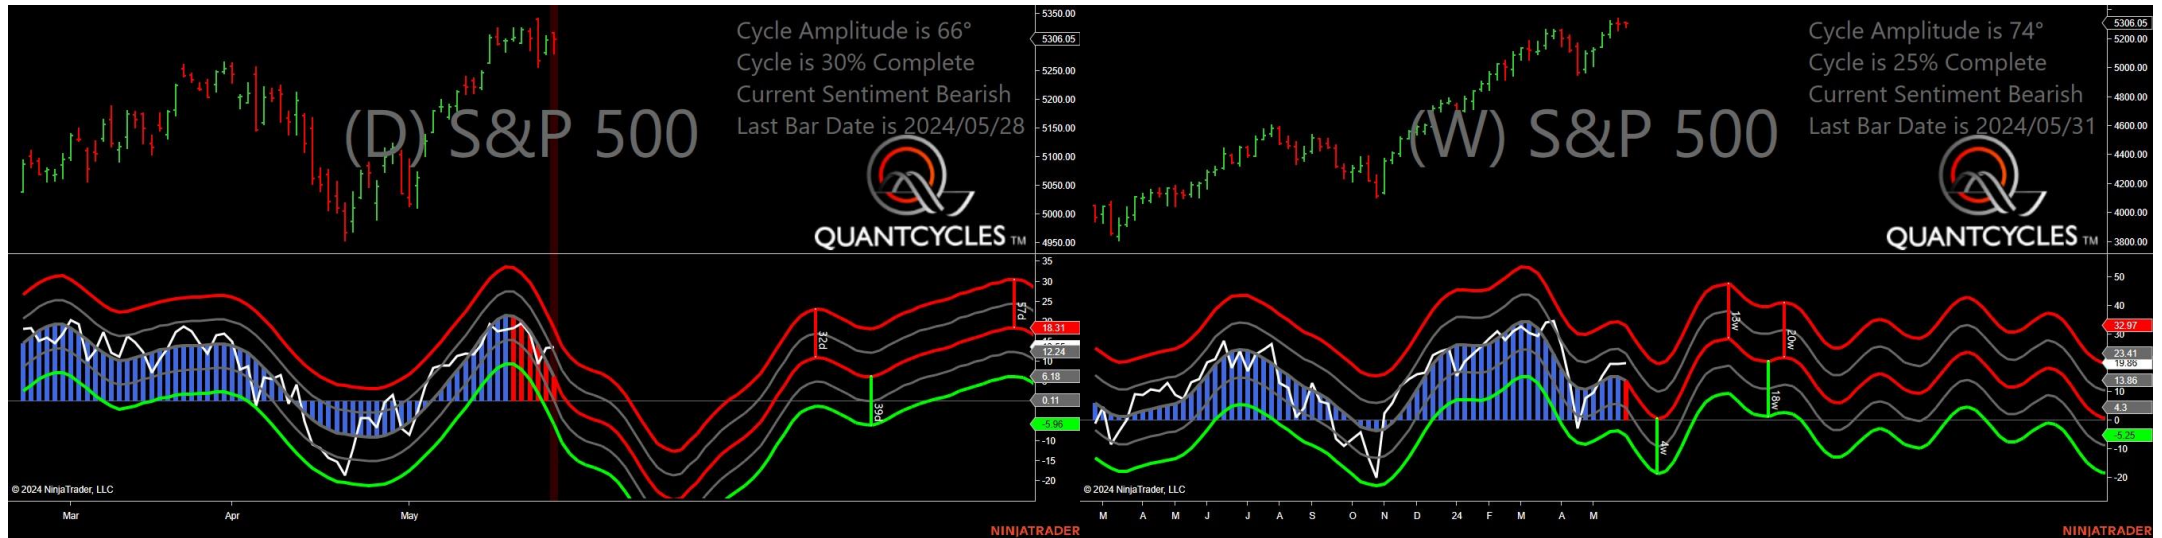 Cycle Amplitude is 66°
Cycle is 30% Complete
Current Sentiment Bearish
Last Bar Date is 2024/05/28
(D) S&P 500
QUANTCYCLES TM
5350.00
5306.05
5250.00
5200.00
5150.00
5100.00
5050.00
5000.00
4950.00
35
30
25
18.31
12.24
10
6.18
0.11
-5.96
-10
-15
-20
32d
39d
57d
© 2024 NinjaTrader, LLC
Mar Apr May
NINJATRADER
Cycle Amplitude is 74°
Cycle is 25% Complete
Current Sentiment Bearish
Last Bar Date is 2024/05/31
(W) S&P 500
QUANTCYCLES TM
5306.05
5200.00
5000.00
4800.00
4600.00
4400.00
4200.00
4000.00
3800.00
50
40
32.97
30
23.41
19.86
13.86
4.3
0
-5.25
-10
-20
4w
13w
18w
20w
© 2024 NinjaTrader, LLC
M A M J J A S O N D 24 F M A M
NINJATRADER